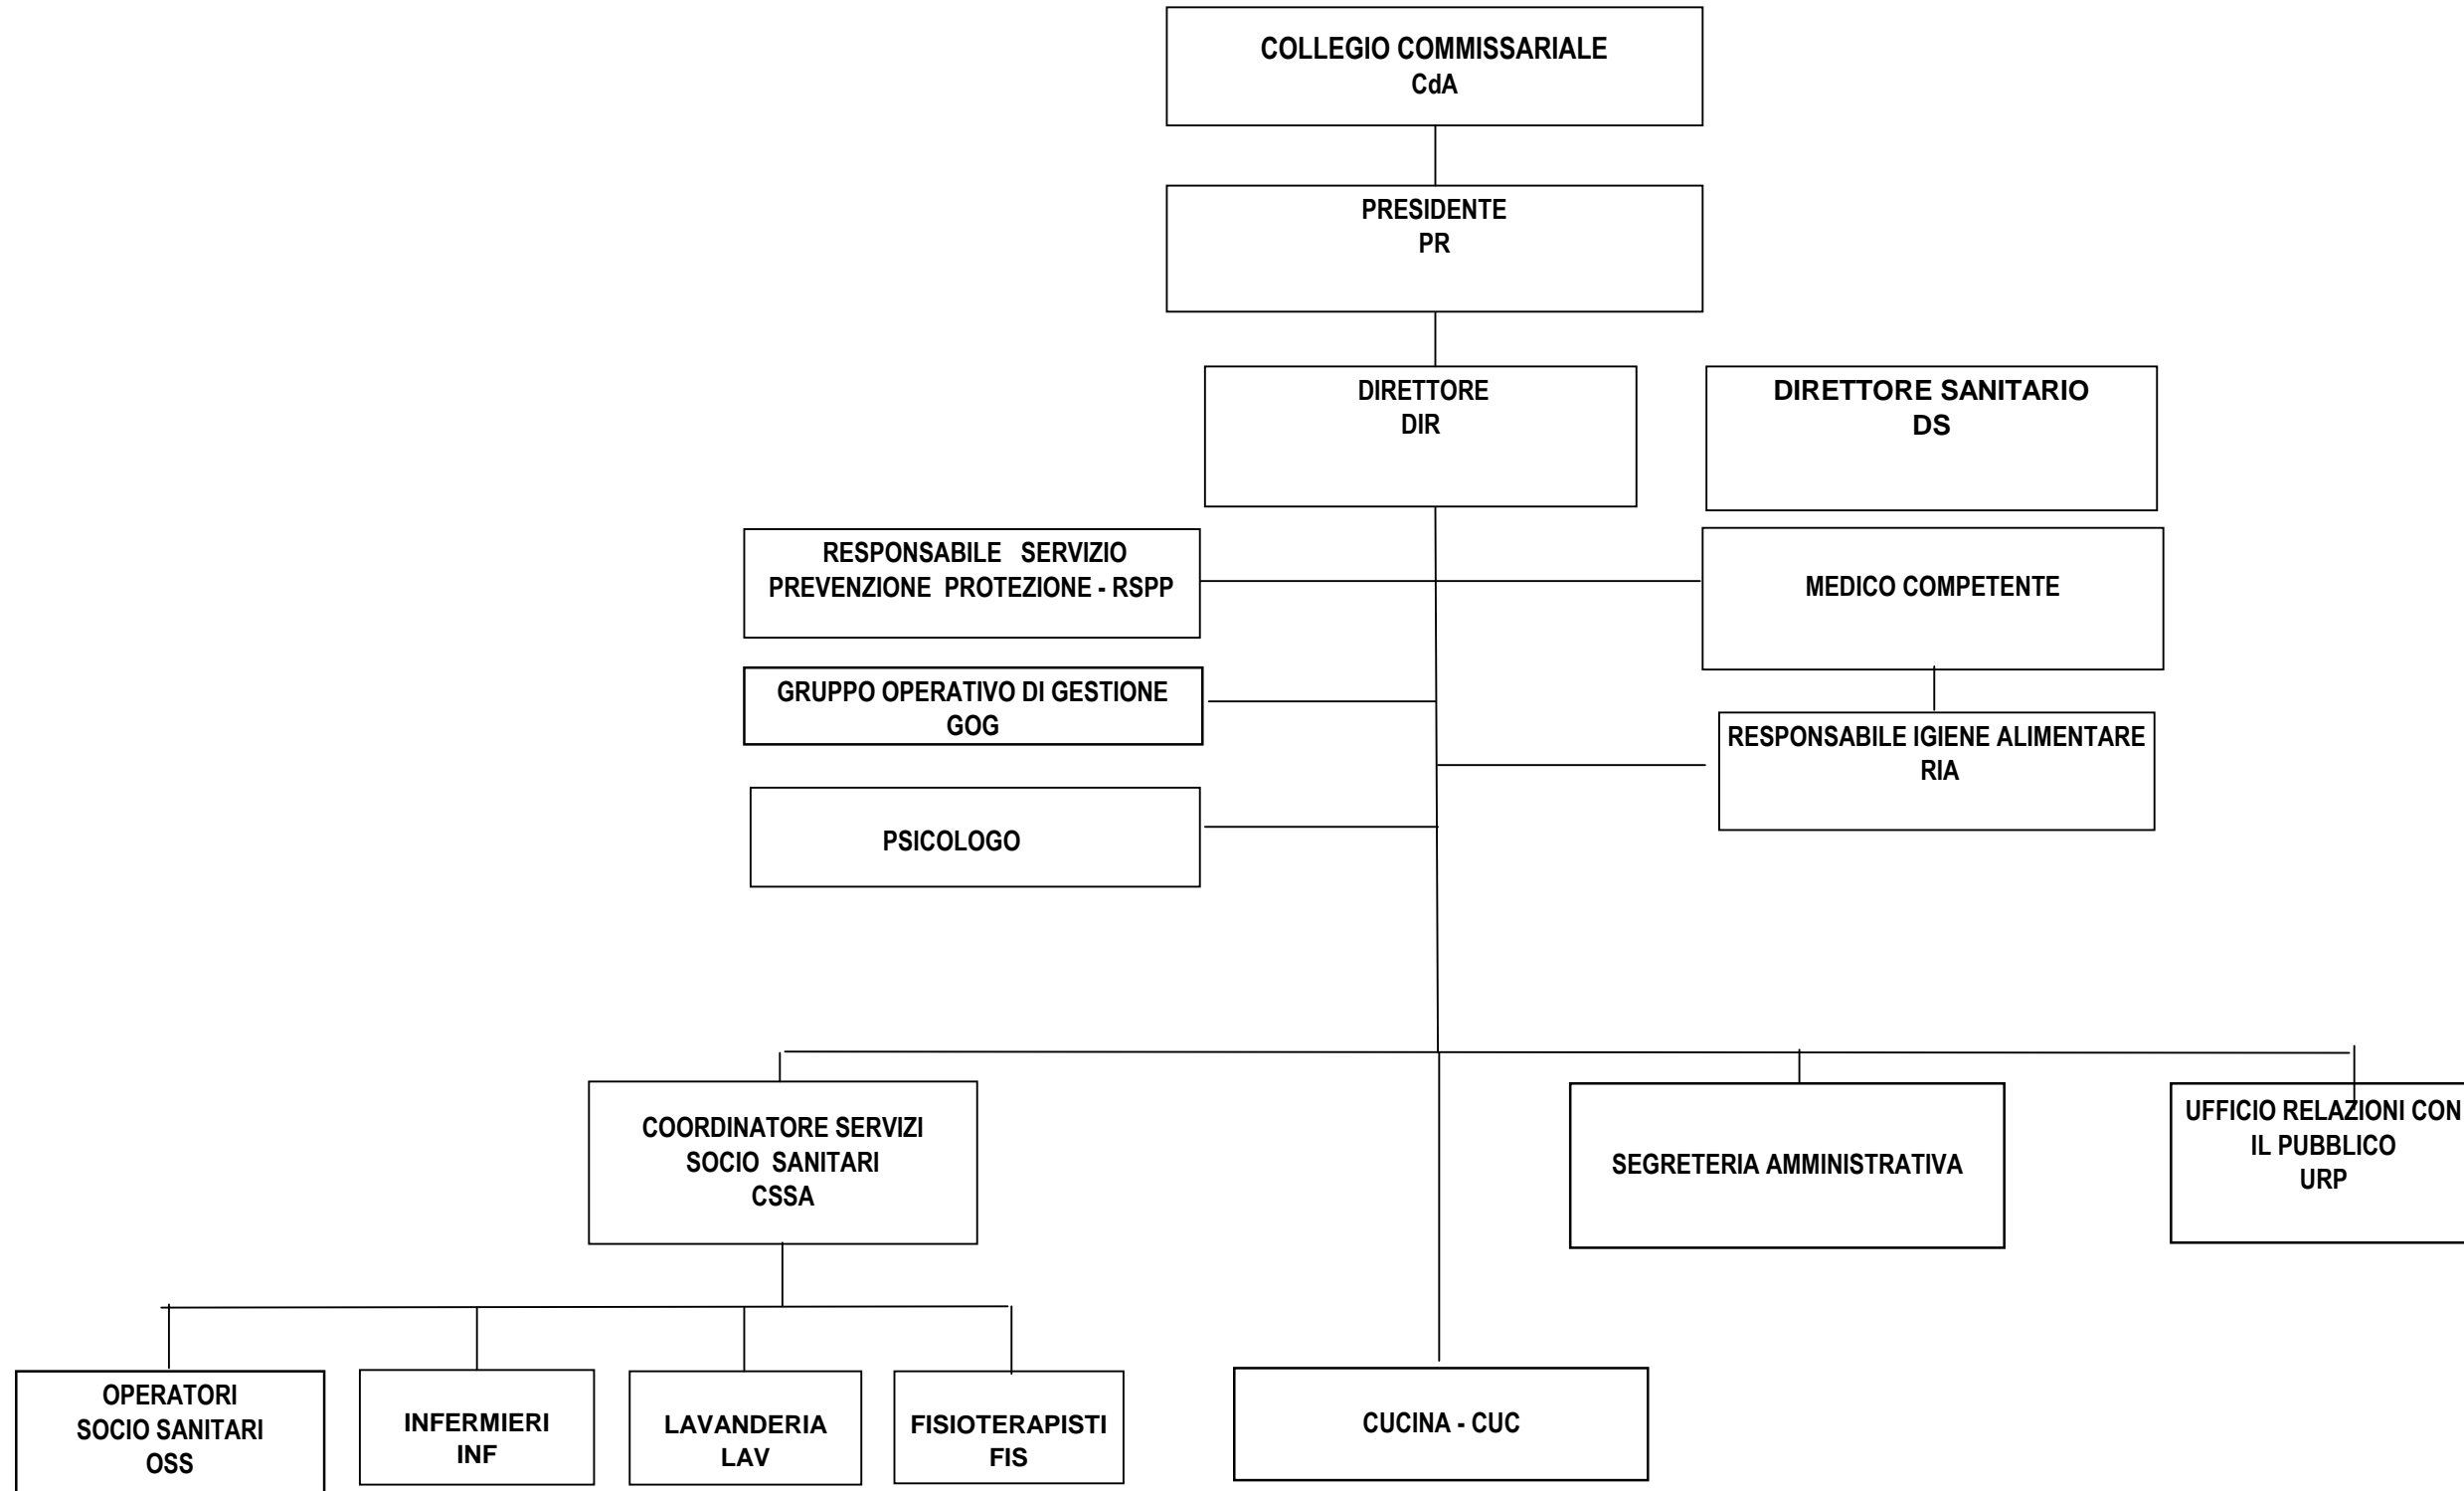 COLLEGIO COMMISSARIALE
CdA
PRESIDENTE
PR
DIRETTORE
DIR
DIRETTORE SANITARIO
DS
RESPONSABILE SERVIZIO
PREVENZIONE PROTEZIONE - RSPP
MEDICO COMPETENTE
GRUPPO OPERATIVO DI GESTIONE
GOG
RESPONSABILE IGIENE ALIMENTARE
RIA
PSICOLOGO
COORDINATORE SERVIZI
SOCIO SANITARI
CSSA
SEGRETERIA AMMINISTRATIVA
UFFICIO RELAZIONI CON
IL PUBBLICO
URP
OPERATORI
SOCIO SANITARI
OSS
INFERMIERI
INF
LAVANDERIA
LAV
FISIOTERAPISTI
FIS
CUCINA - CUC